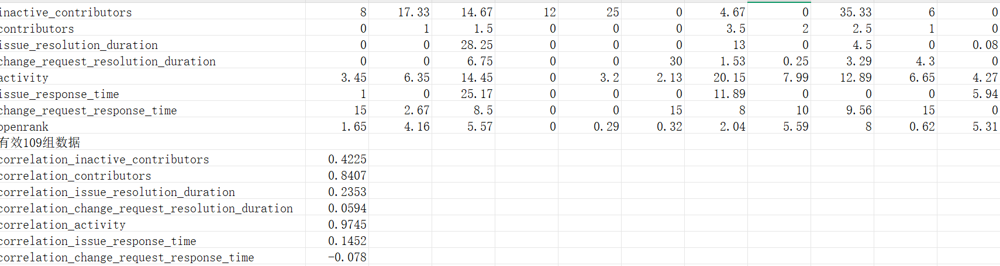 inactive_contributors 8 17.33 14.67 12 25 0 4.67 0 35.33 6 0
contributors 0 1 1.5 0 0 0 3.5 2 2.5 1 0
issue_resolution_duration 0 0 28.25 0 0 0 13 0 4.5 0 0.08
change_request_resolution_duration 0 0 6.75 0 0 30 1.53 0.25 3.29 4.3 0
activity 3.45 6.35 14.45 0 3.2 2.13 20.15 7.99 12.89 6.65 4.27
issue_response_time 1 0 25.17 0 0 0 11.89 0 0 0 5.94
change_request_response_time 15 2.67 8.5 0 0 15 8 10 9.56 15 0
openrank 1.65 4.16 5.57 0 0.29 0.32 2.04 5.59 8 0.62 5.31
有效109组数据
correlation_inactive_contributors 0.4225
correlation_contributors 0.8407
correlation_issue_resolution_duration 0.2353
correlation_change_request_resolution_duration 0.0594
correlation_activity 0.9745
correlation_issue_response_time 0.1452
correlation_change_request_response_time -0.078